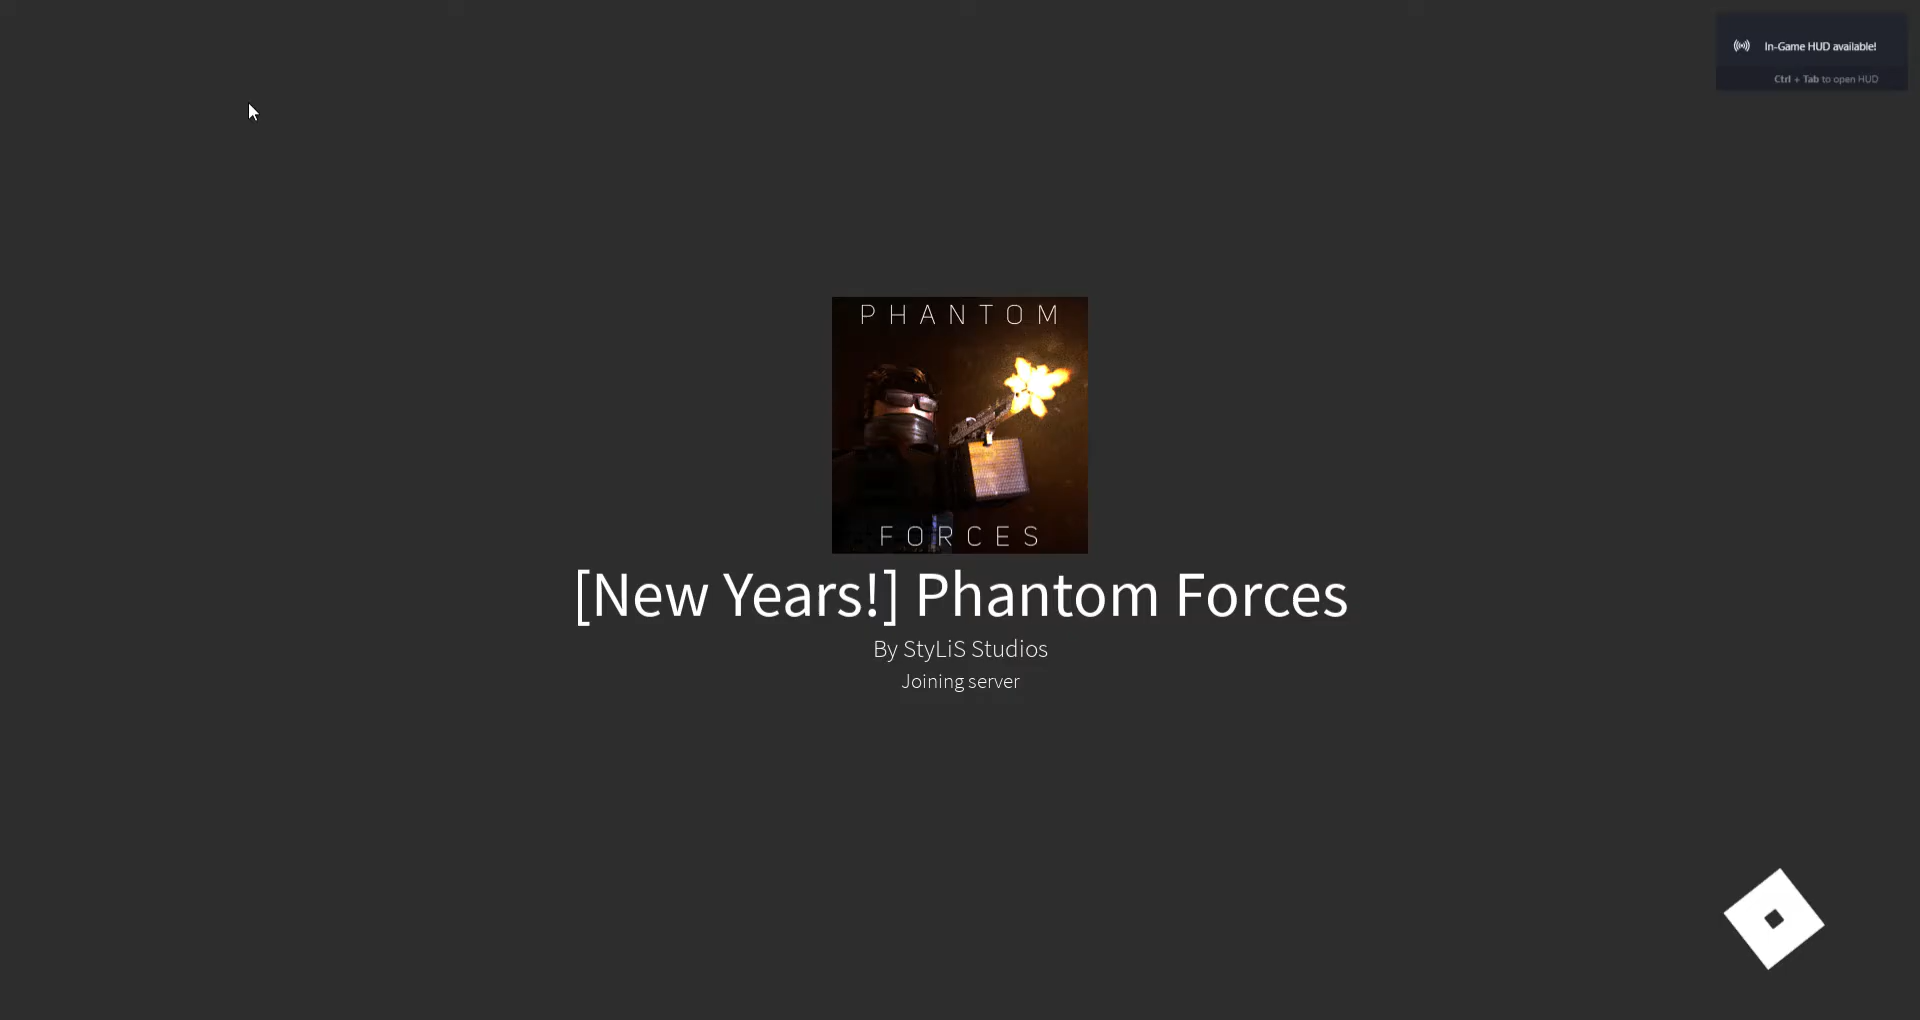 In-Game HUD available!
Ctrl + Tab to open HUD
PHANTOM
FORCES
[New Years!] Phantom Forces
By StyLiS Studios
Joining server